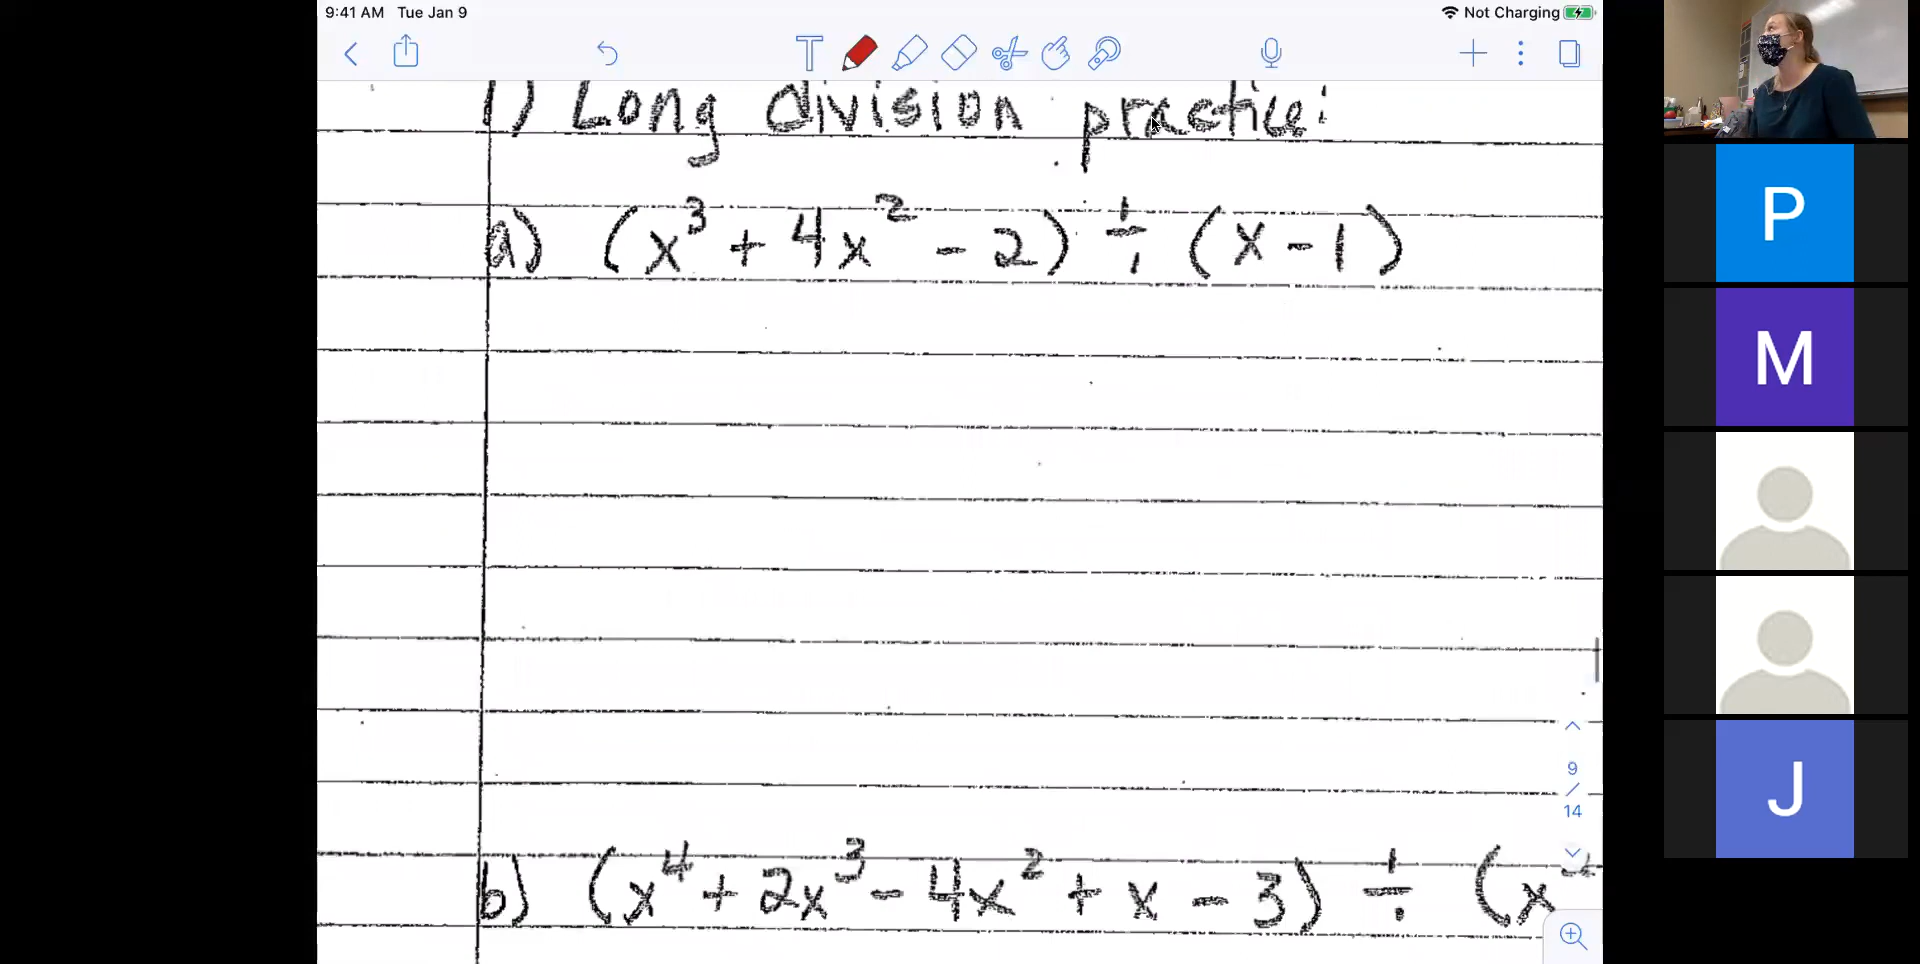 9:41 AM Tue Jan 9
Not Charging
T
1) Long division practice:
a) (x³ + 4x² - 2) ÷ (x - 1)
9
/
14
b) (x⁴ + 2x³ - 4x² + x - 3) ÷ (x
P
M
J